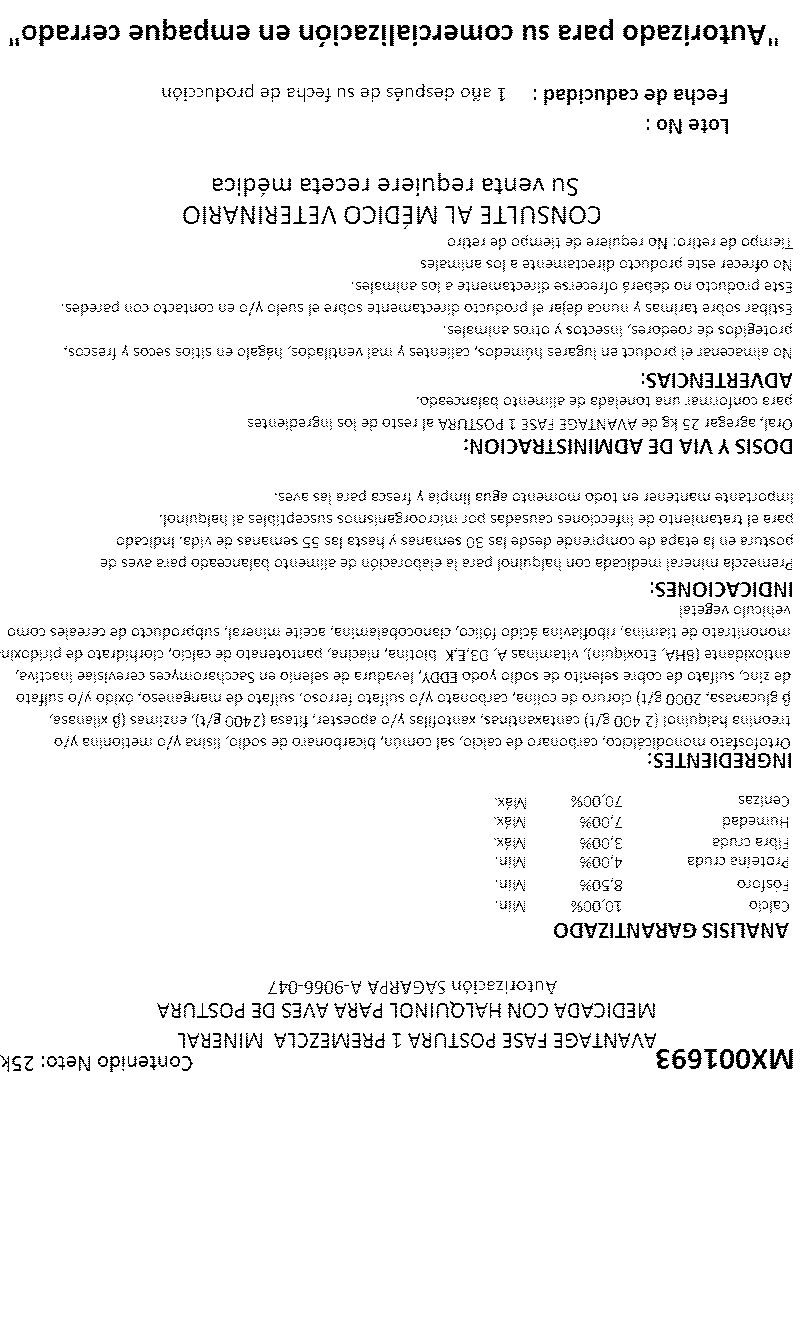 MX001693
Contenido Neto: 25k
AVANTAGE FASE POSTURA 1 PREMEZCLA MINERAL
MEDICADA CON HALQUINOL PARA AVES DE POSTURA
Autorización SAGARPA A-9066-047
ANALISIS GARANTIZADO
Calcio 10,00% Min.
Fósforo 8,50% Min.
Proteína cruda 4,00% Min.
Fibra cruda 3,00% Máx.
Humedad 7,00% Máx.
Cenizas 70,00% Máx.
INGREDIENTES:
Ortofosfato monodicálcico, carbonaro de calcio, sal común, bicarbonaro de sodio, lisina y/o metionina y/o
treonina halquinol (2 400 g/t) cantaxantinas, xantofilas y/o apoester, fitasa (2400 g/t), enzimas (β xilanasa,
β glucanasa, 2000 g/t) cloruro de colina, carbonato y/o sulfato ferroso, sulfato de manganeso, óxido y/o sulfato
de zinc, sulfato de cobre selenito de sodio yodo EDDY, levadura de selenio en Saccharomyces cerevisiae inactiva,
antioxidante (BHA, Etoxiquin), vitaminas A, D3,E,K biotina, niacina, pantotenato de calcio, clorhidrato de piridoxin
mononitrato de tiamina, riboflavina ácido fólico, cianocobalamina, aceite mineral, subproducto de cereales como
vehiculo vegetal
INDICACIONES:
Premezcla mineral medicada con halquinol para la elaboración de alimento balanceado para aves de
postura en la etapa de comprende desde las 30 semanas y hasta las 55 semanas de vida. Indicado
para el tratamiento de infecciones causadas por microorganismos susceptibles al halquinol.
Importante mantener en todo momento agua limpia y fresca para las aves.
DOSIS Y VIA DE ADMINISTRACION:
Oral, agregar 25 kg de AVANTAGE FASE 1 POSTURA al resto de los ingredientes
para conformar una tonelada de alimento balanceado.
ADVERTENCIAS:
No almacenar el product en lugares húmedos, calientes y mal ventilados, hágalo en sitios secos y frescos,
protegidos de roedores, insectos y otros animales.
Estibar sobre tarimas y nunca dejar el producto directamente sobre el suelo y/o en contacto con paredes.
Este producto no deberá ofrecerse directamente a los animales.
No ofrecer este producto directamente a los animales
Tiempo de retiro: No requiere de tiempo de retiro
CONSULTE AL MÉDICO VETERINARIO
Su venta requiere receta médica
Lote No :
Fecha de caducidad : 1 año después de su fecha de producción
"Autorizado para su comercialización en empaque cerrado"